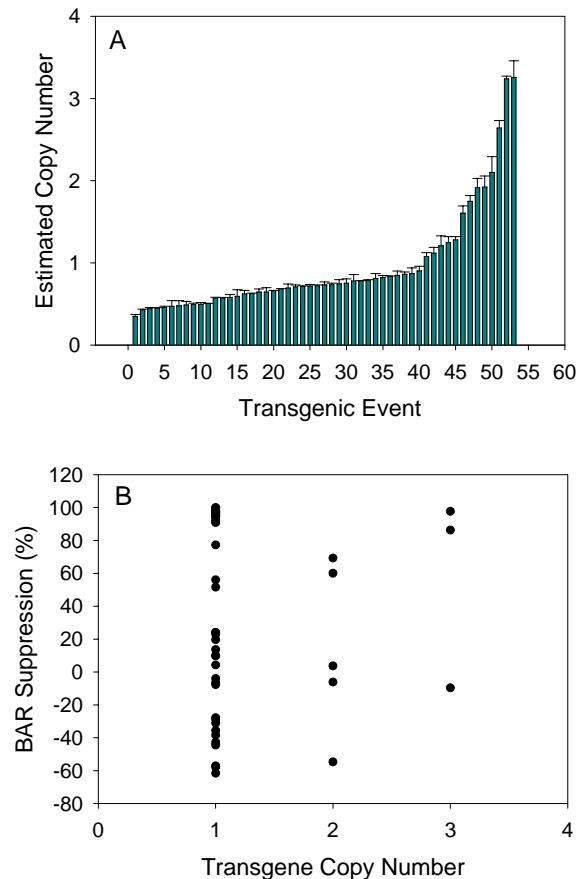 A
Estimated Copy Number
4
3
2
1
0
0 5 10 15 20 25 30 35 40 45 50 55 60
Transgenic Event
B
BAR Suppression (%)
120
100
80
60
40
20
0
-20
-40
-60
-80
0 1 2 3 4
Transgene Copy Number